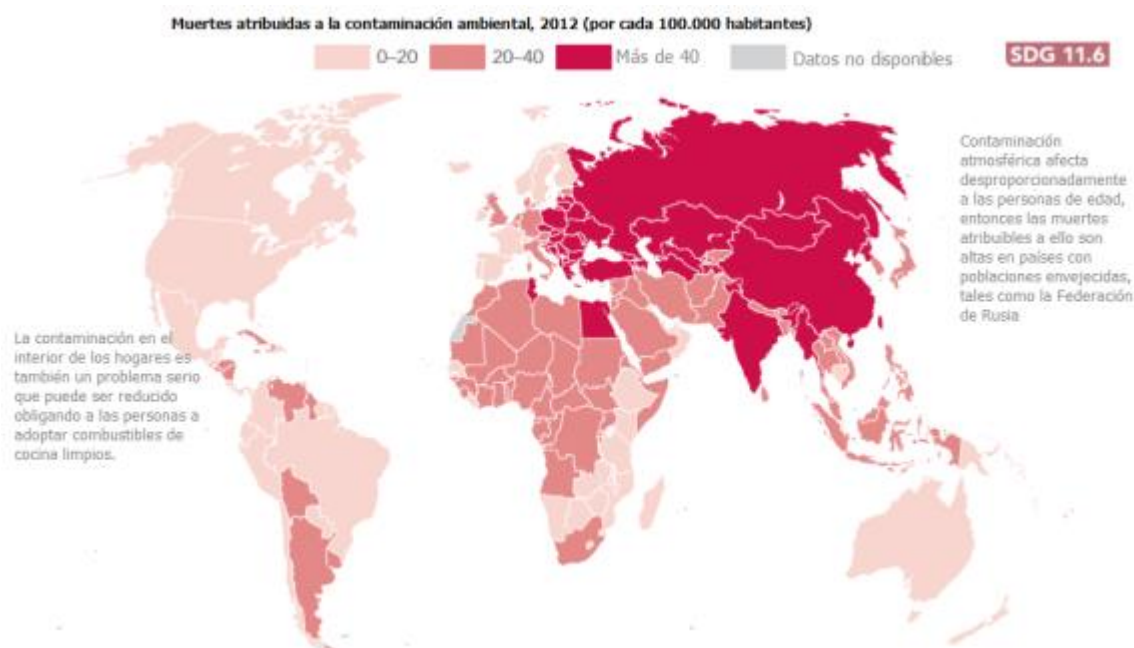 Muertes atribuidas a la contaminación ambiental, 2012 (por cada 100.000 habitantes)
0–20 20–40 Más de 40 Datos no disponibles SDG 11.6
Contaminación
atmosférica afecta
desproporcionadamente
a las personas de edad,
entonces las muertes
atribuibles a ello son
altas en países con
poblaciones envejecidas,
tales como la Federación
de Rusia
La contaminación en el
interior de los hogares es
también un problema serio
que puede ser reducido
obligando a las personas a
adoptar combustibles de
cocina limpios.